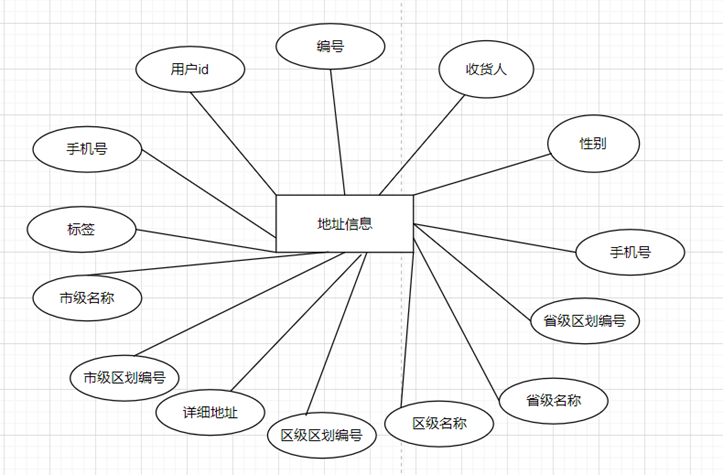 编号
用户id
收货人
性别
手机号
地址信息
标签
手机号
市级名称
省级区划编号
市级区划编号
省级名称
详细地址
区级名称
区级区划编号